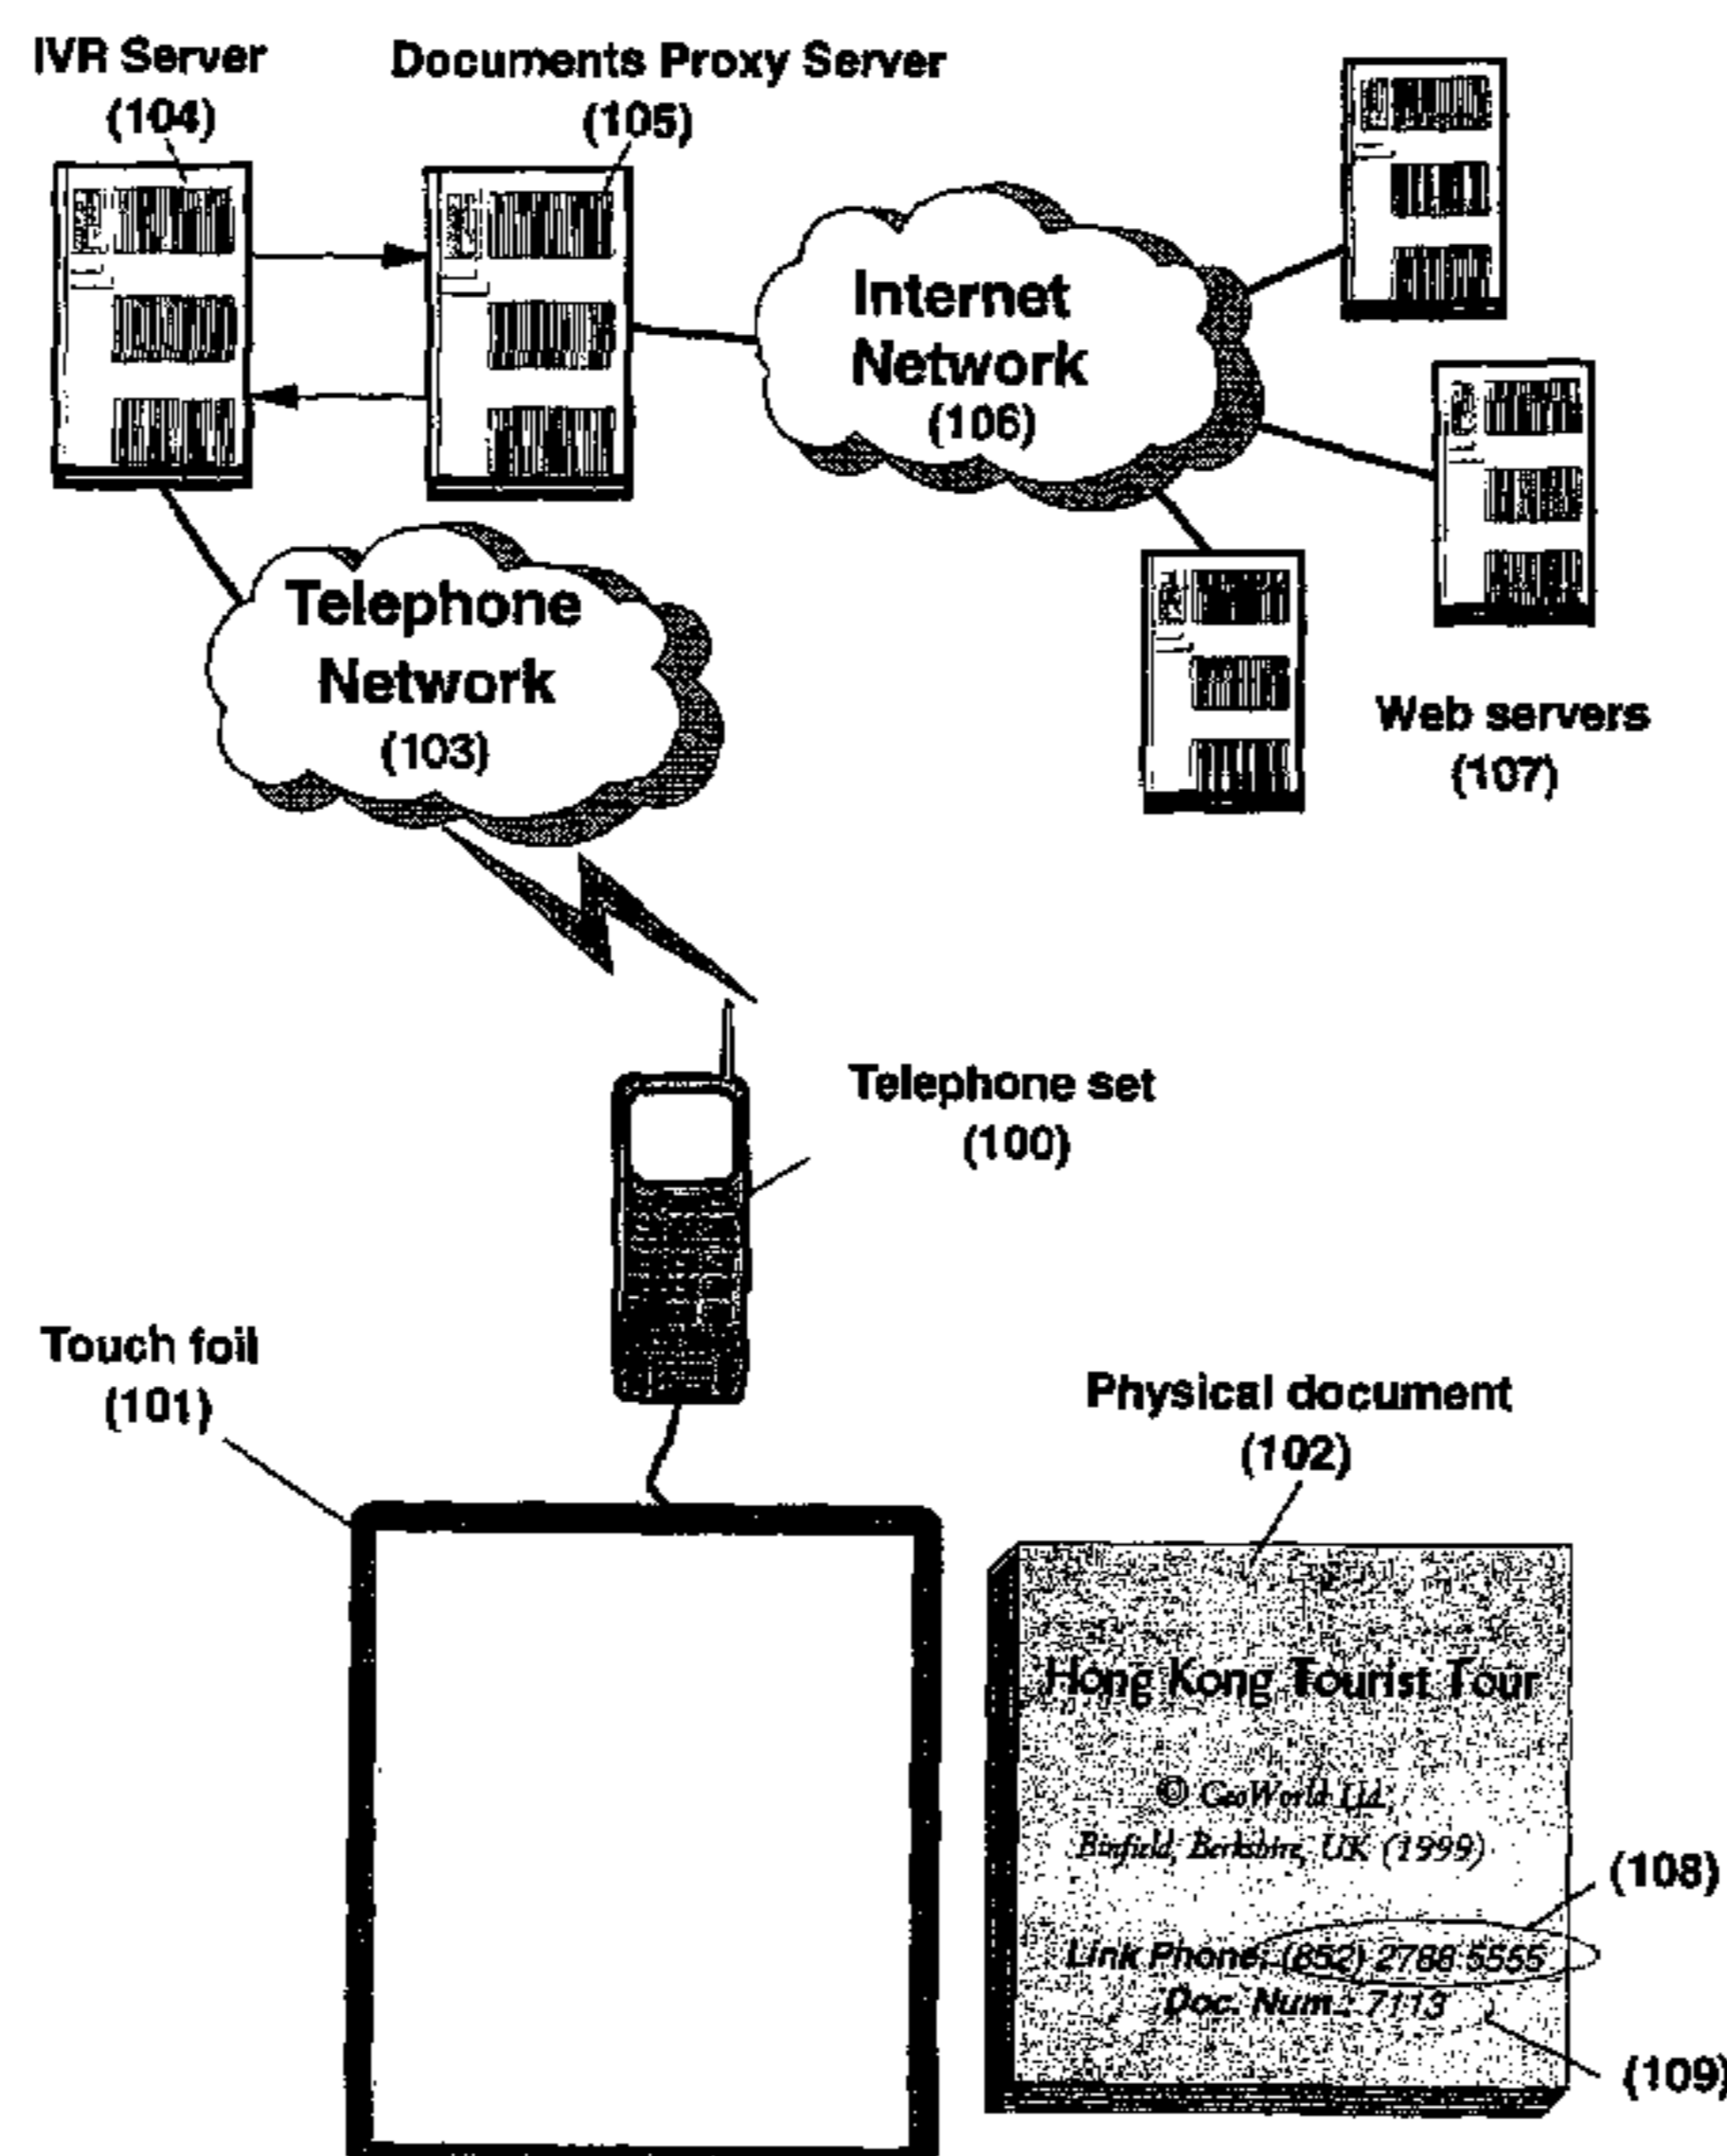 IVR Server
(104)
Documents Proxy Server
(105)
Internet
Network
(106)
Telephone
Network
(103)
Web servers
(107)
Telephone set
(100)
Touch foil
(101)
Physical document
(102)
Hong Kong Tourist Tour
© GeoWorld Ltd,
Binfield, Berkshire, UK (1999)
(108)
Link Phone: (852) 2788 5555
Doc. Num.: 7113
(109)